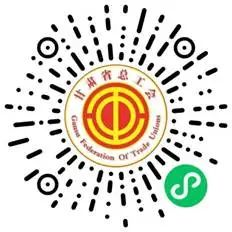 甘肃省总工会
Gansu Federation Of Trade Unions